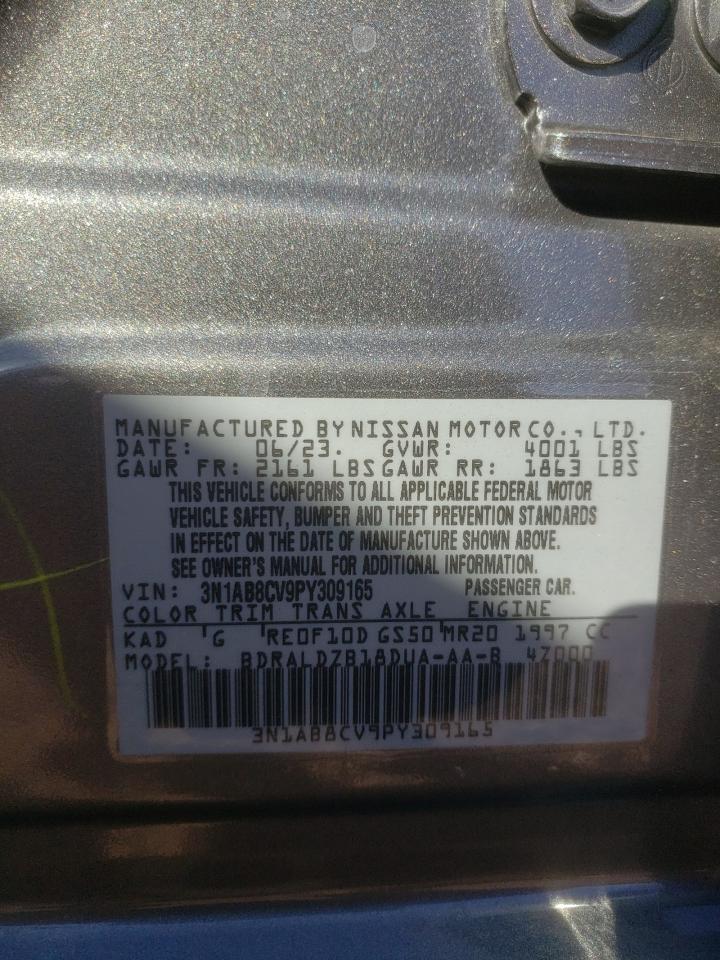 MANUFACTURED BY NISSAN MOTOR CO., LTD.
DATE: 06/23. GVWR: 4001 LBS
GAWR FR: 2161 LBS GAWR RR: 1863 LBS
THIS VEHICLE CONFORMS TO ALL APPLICABLE FEDERAL MOTOR
VEHICLE SAFETY, BUMPER AND THEFT PREVENTION STANDARDS
IN EFFECT ON THE DATE OF MANUFACTURE SHOWN ABOVE.
SEE OWNER'S MANUAL FOR ADDITIONAL INFORMATION.
VIN: 3N1AB8CV9PY309165 PASSENGER CAR.
COLOR TRIM TRANS AXLE ENGINE
KAD G RE0F10D GS50 MR20 1997 CC
MODEL: BDRALDZB18DUA-AA-B 4Z000
3N1AB8CV9PY309165